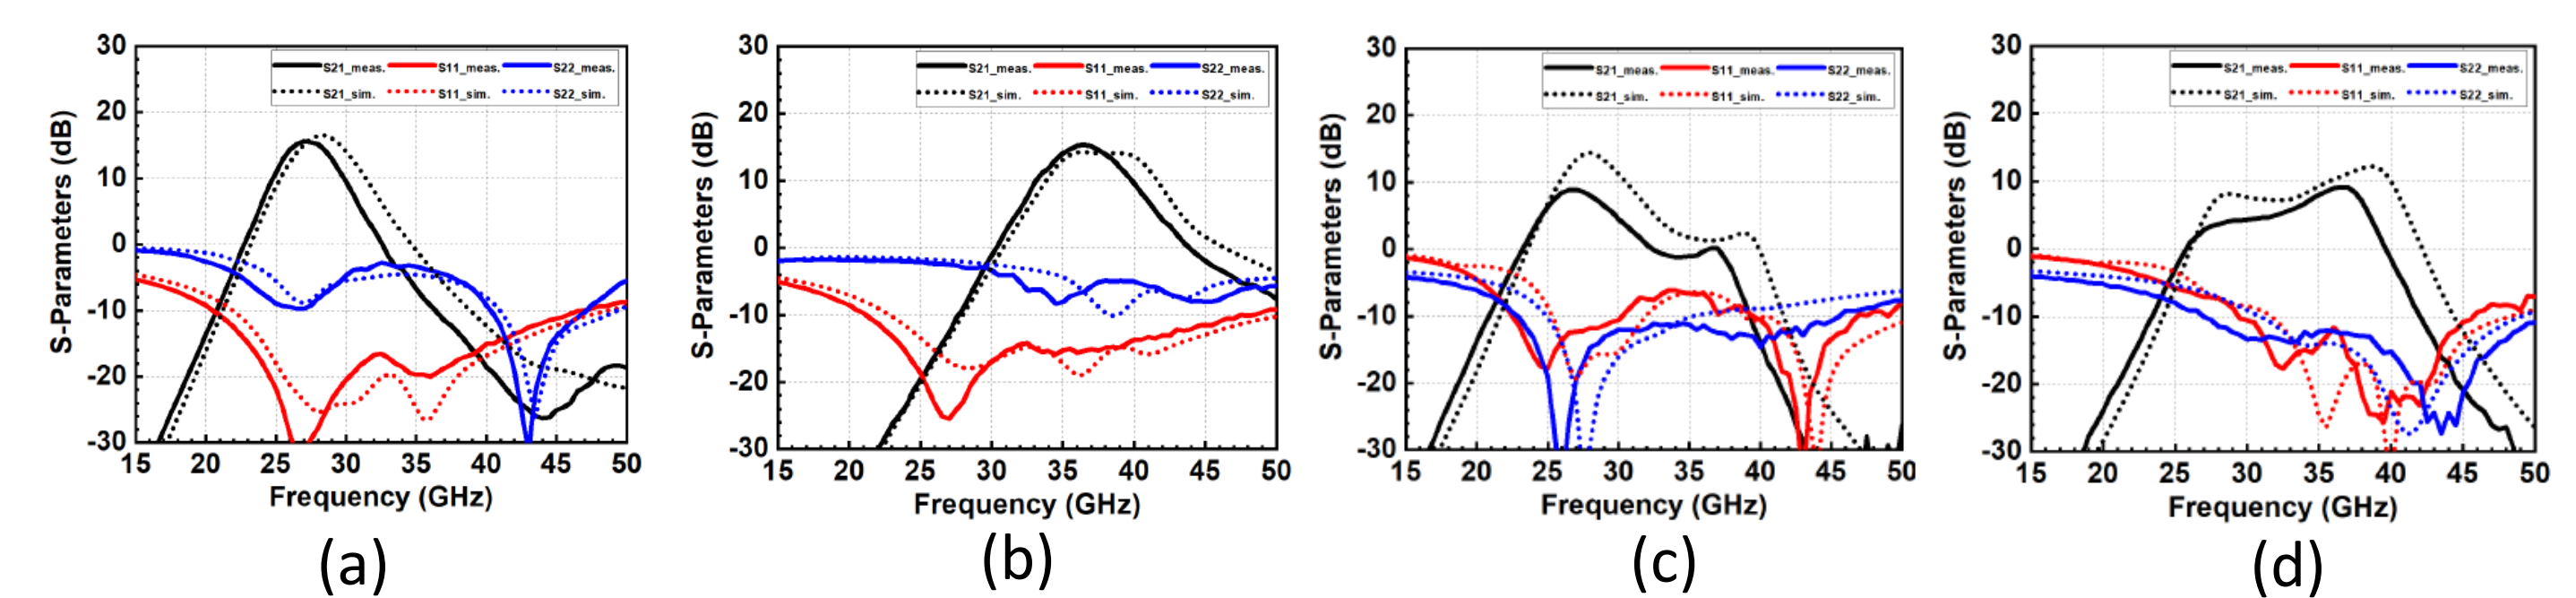 30
20
10
0
-10
-20
-30
S-Parameters (dB)
S21_meas. S11_meas. S22_meas.
S21_sim. S11_sim. S22_sim.
15 20 25 30 35 40 45 50
Frequency (GHz)
(a)
30
20
10
0
-10
-20
-30
S-Parameters (dB)
S21_meas. S11_meas. S22_meas.
S21_sim. S11_sim. S22_sim.
15 20 25 30 35 40 45 50
Frequency (GHz)
(b)
30
20
10
0
-10
-20
-30
S-Parameters (dB)
S21_meas. S11_meas. S22_meas.
S21_sim. S11_sim. S22_sim.
15 20 25 30 35 40 45 50
Frequency (GHz)
(c)
30
20
10
0
-10
-20
-30
S-Parameters (dB)
S21_meas. S11_meas. S22_meas.
S21_sim. S11_sim. S22_sim.
15 20 25 30 35 40 45 50
Frequency (GHz)
(d)